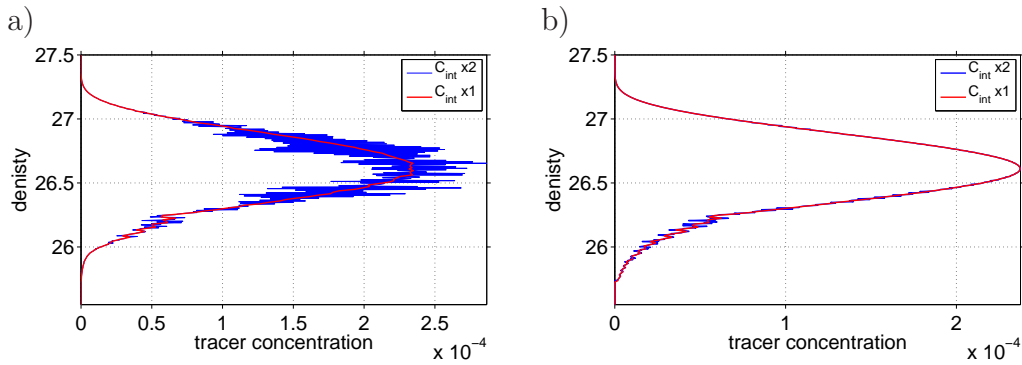 a)
27.5
27
26.5
26
denisty
C_int x2
C_int x1
0 0.5 1 1.5 2 2.5
tracer concentration
x 10^-4
b)
27.5
27
26.5
26
denisty
C_int x2
C_int x1
0 1 2
tracer concentration
x 10^-4